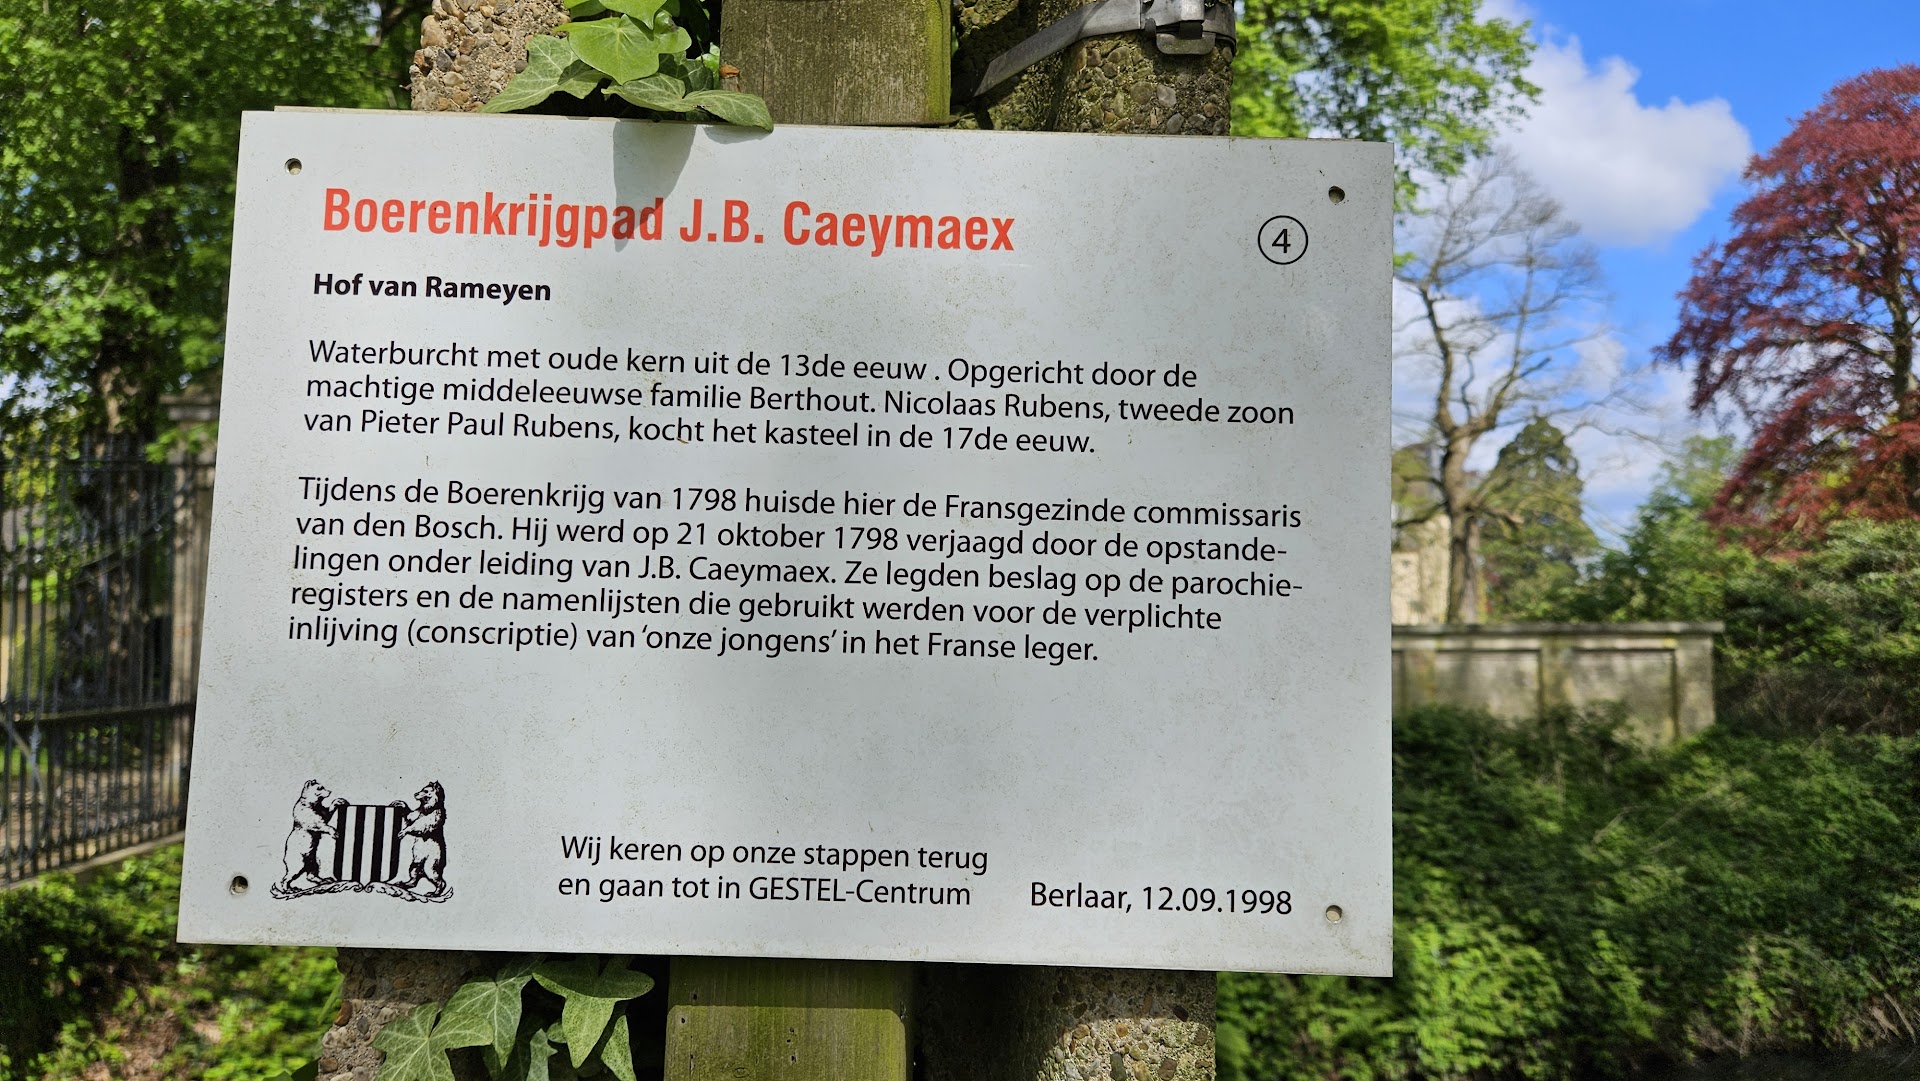 Boerenkrijgpad J.B. Caeymaex
4
Hof van Rameyen
Waterburcht met oude kern uit de 13de eeuw . Opgericht door de
machtige middeleeuwse familie Berthout. Nicolaas Rubens, tweede zoon
van Pieter Paul Rubens, kocht het kasteel in de 17de eeuw.
Tijdens de Boerenkrijg van 1798 huisde hier de Fransgezinde commissaris
van den Bosch. Hij werd op 21 oktober 1798 verjaagd door de opstande-
lingen onder leiding van J.B. Caeymaex. Ze legden beslag op de parochie-
registers en de namenlijsten die gebruikt werden voor de verplichte
inlijving (conscriptie) van ‘onze jongens’ in het Franse leger.
Wij keren op onze stappen terug
en gaan tot in GESTEL-Centrum
Berlaar, 12.09.1998